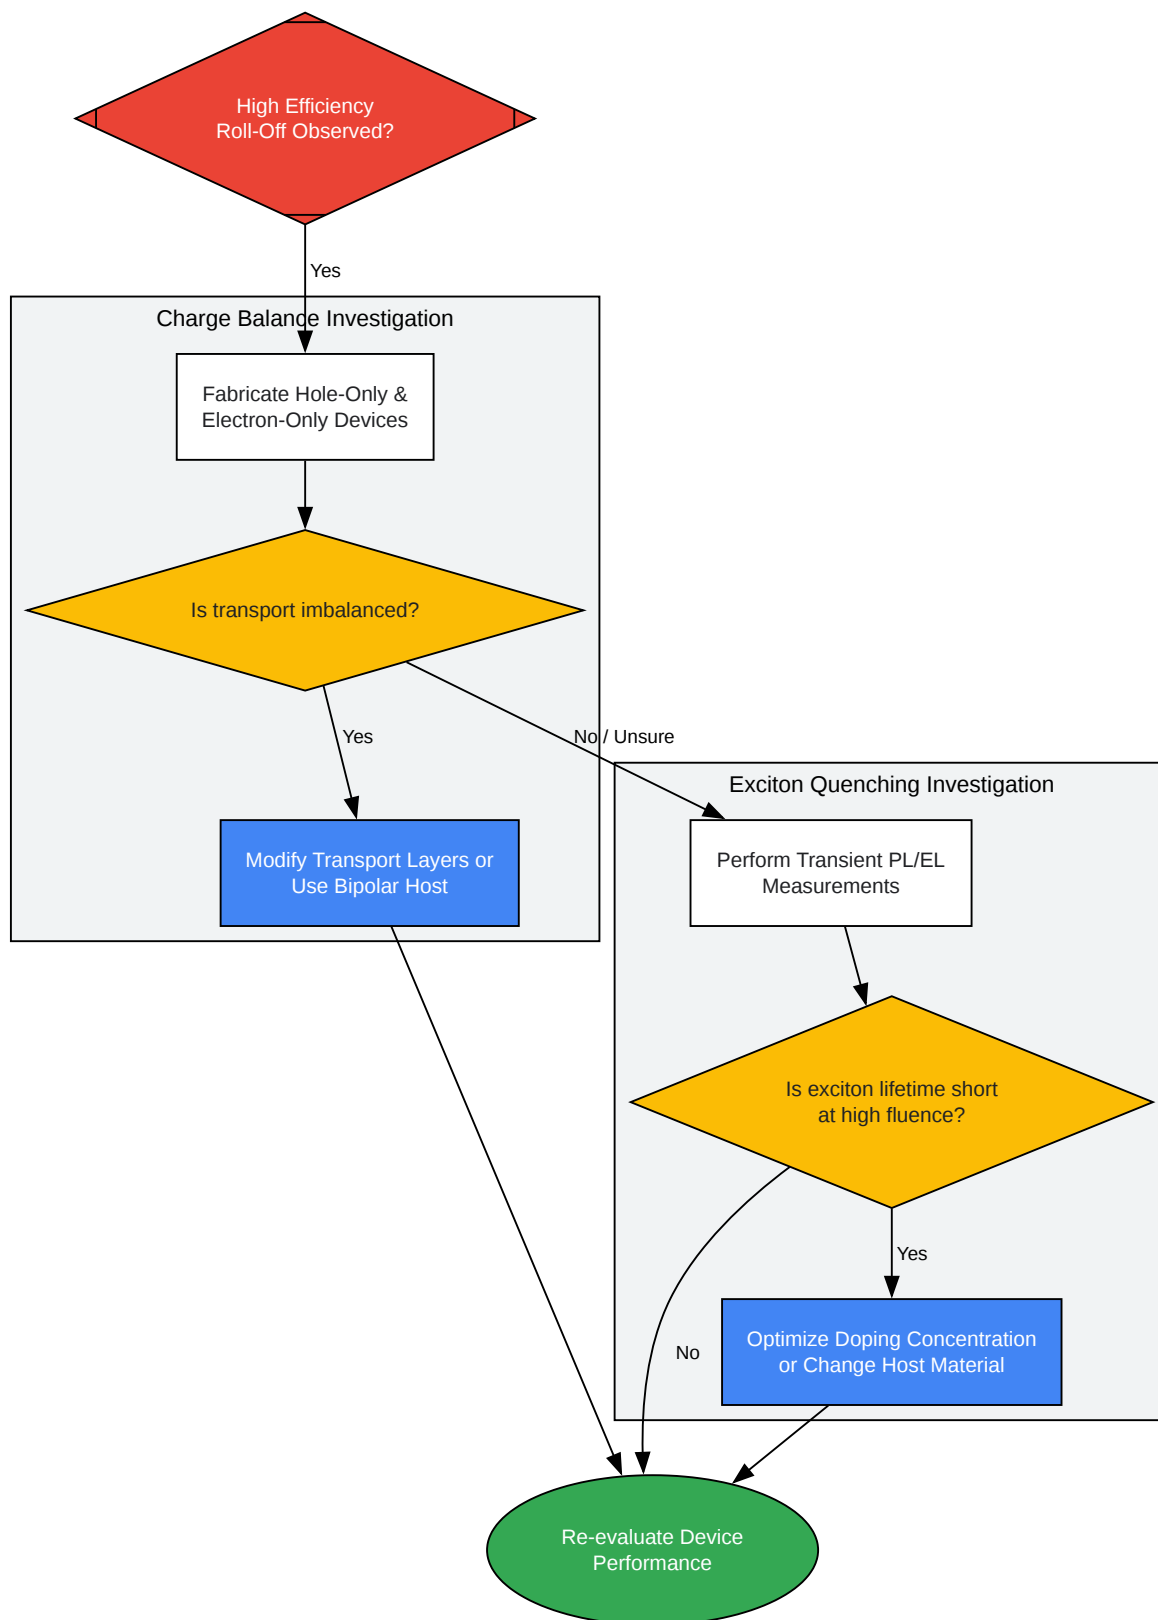 High Efficiency
Roll-Off Observed?
Yes
Charge Balance Investigation
Fabricate Hole-Only &
Electron-Only Devices
Is transport imbalanced?
Yes
No / Unsure
Modify Transport Layers or
Use Bipolar Host
Exciton Quenching Investigation
Perform Transient PL/EL
Measurements
Is exciton lifetime short
at high fluence?
Yes
No
Optimize Doping Concentration
or Change Host Material
Re-evaluate Device
Performance